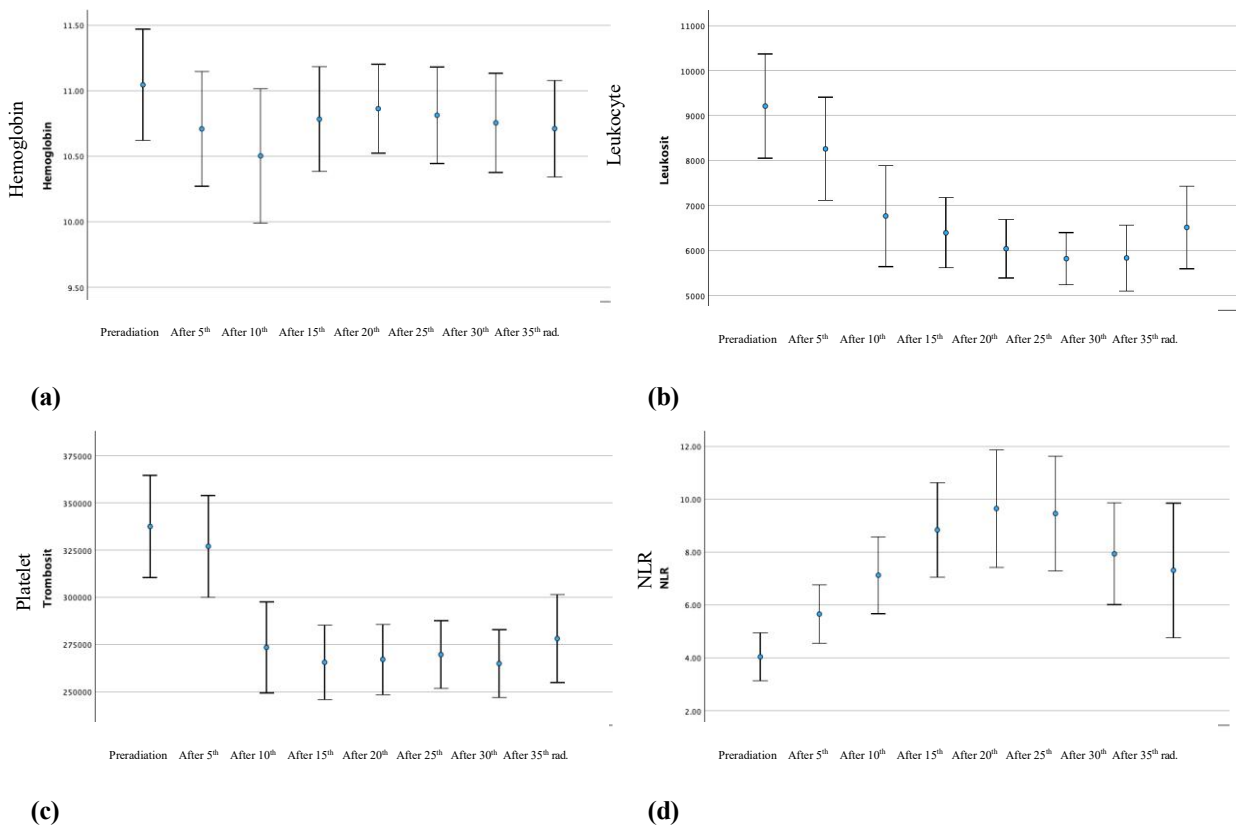 Hemoglobin
Hemoglobin
11.50
11.00
10.50
10.00
9.50
Preradiation After 5th After 10th After 15th After 20th After 25th After 30th After 35th rad.
(a)
Leukocyte
Leukosit
11000
10000
9000
8000
7000
6000
5000
Preradiation After 5th After 10th After 15th After 20th After 25th After 30th After 35th rad.
(b)
Platelet
Trombosit
375000
350000
325000
300000
275000
250000
Preradiation After 5th After 10th After 15th After 20th After 25th After 30th After 35th rad.
(c)
NLR
NLR
12.00
10.00
8.00
6.00
4.00
2.00
Preradiation After 5th After 10th After 15th After 20th After 25th After 30th After 35th rad.
(d)